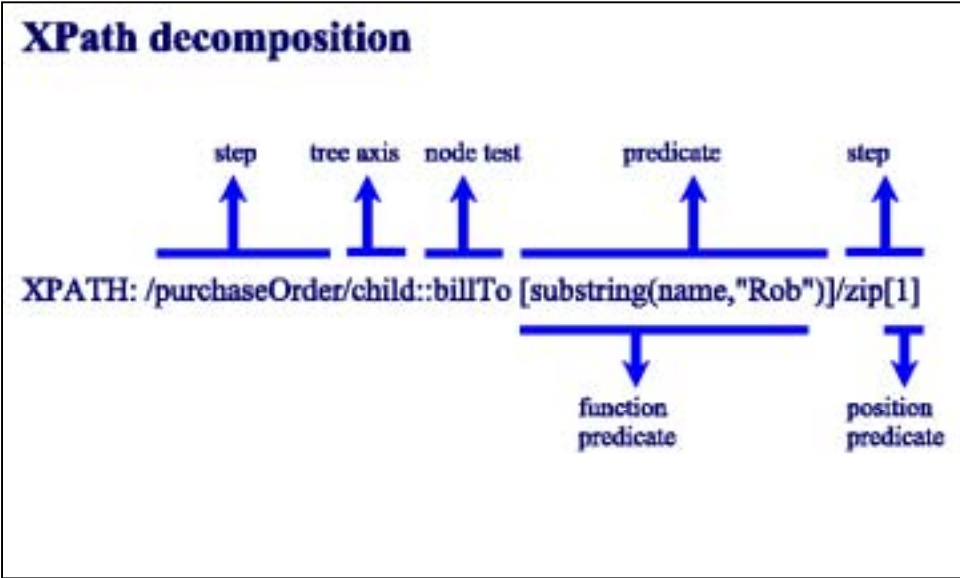 XPath decomposition
step tree axis node test predicate step
XPATH: /purchaseOrder/child::billTo [substring(name,"Rob")]/zip[1]
function position
predicate predicate